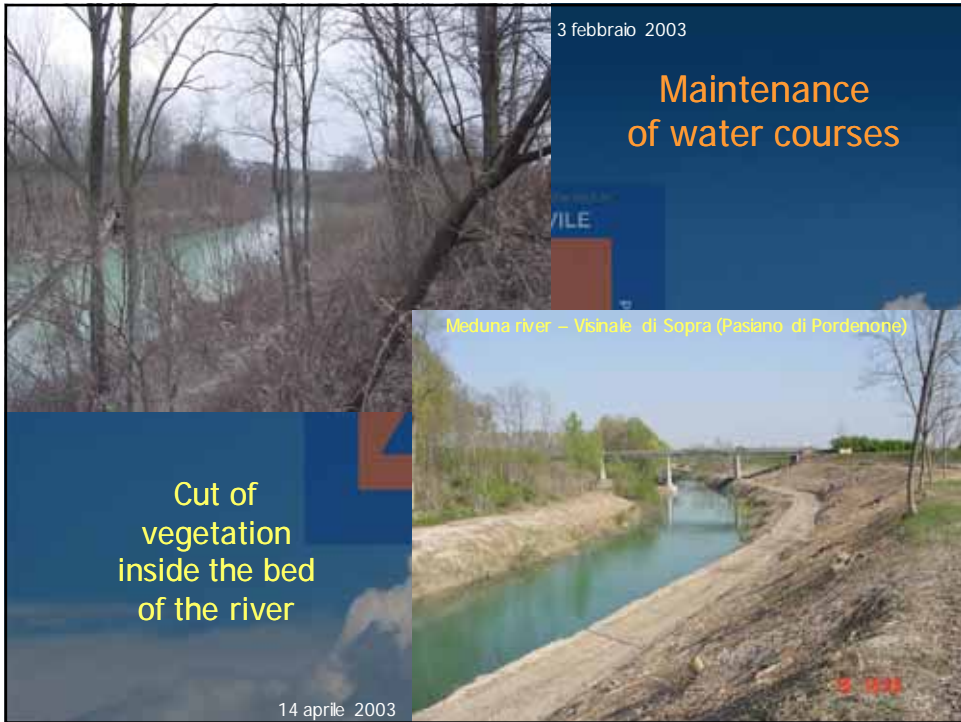 3 febbraio 2003
Maintenance
of water courses
VILE
Meduna river – Visinale di Sopra (Pasiano di Pordenone)
Cut of
vegetation
inside the bed
of the river
14 aprile 2003